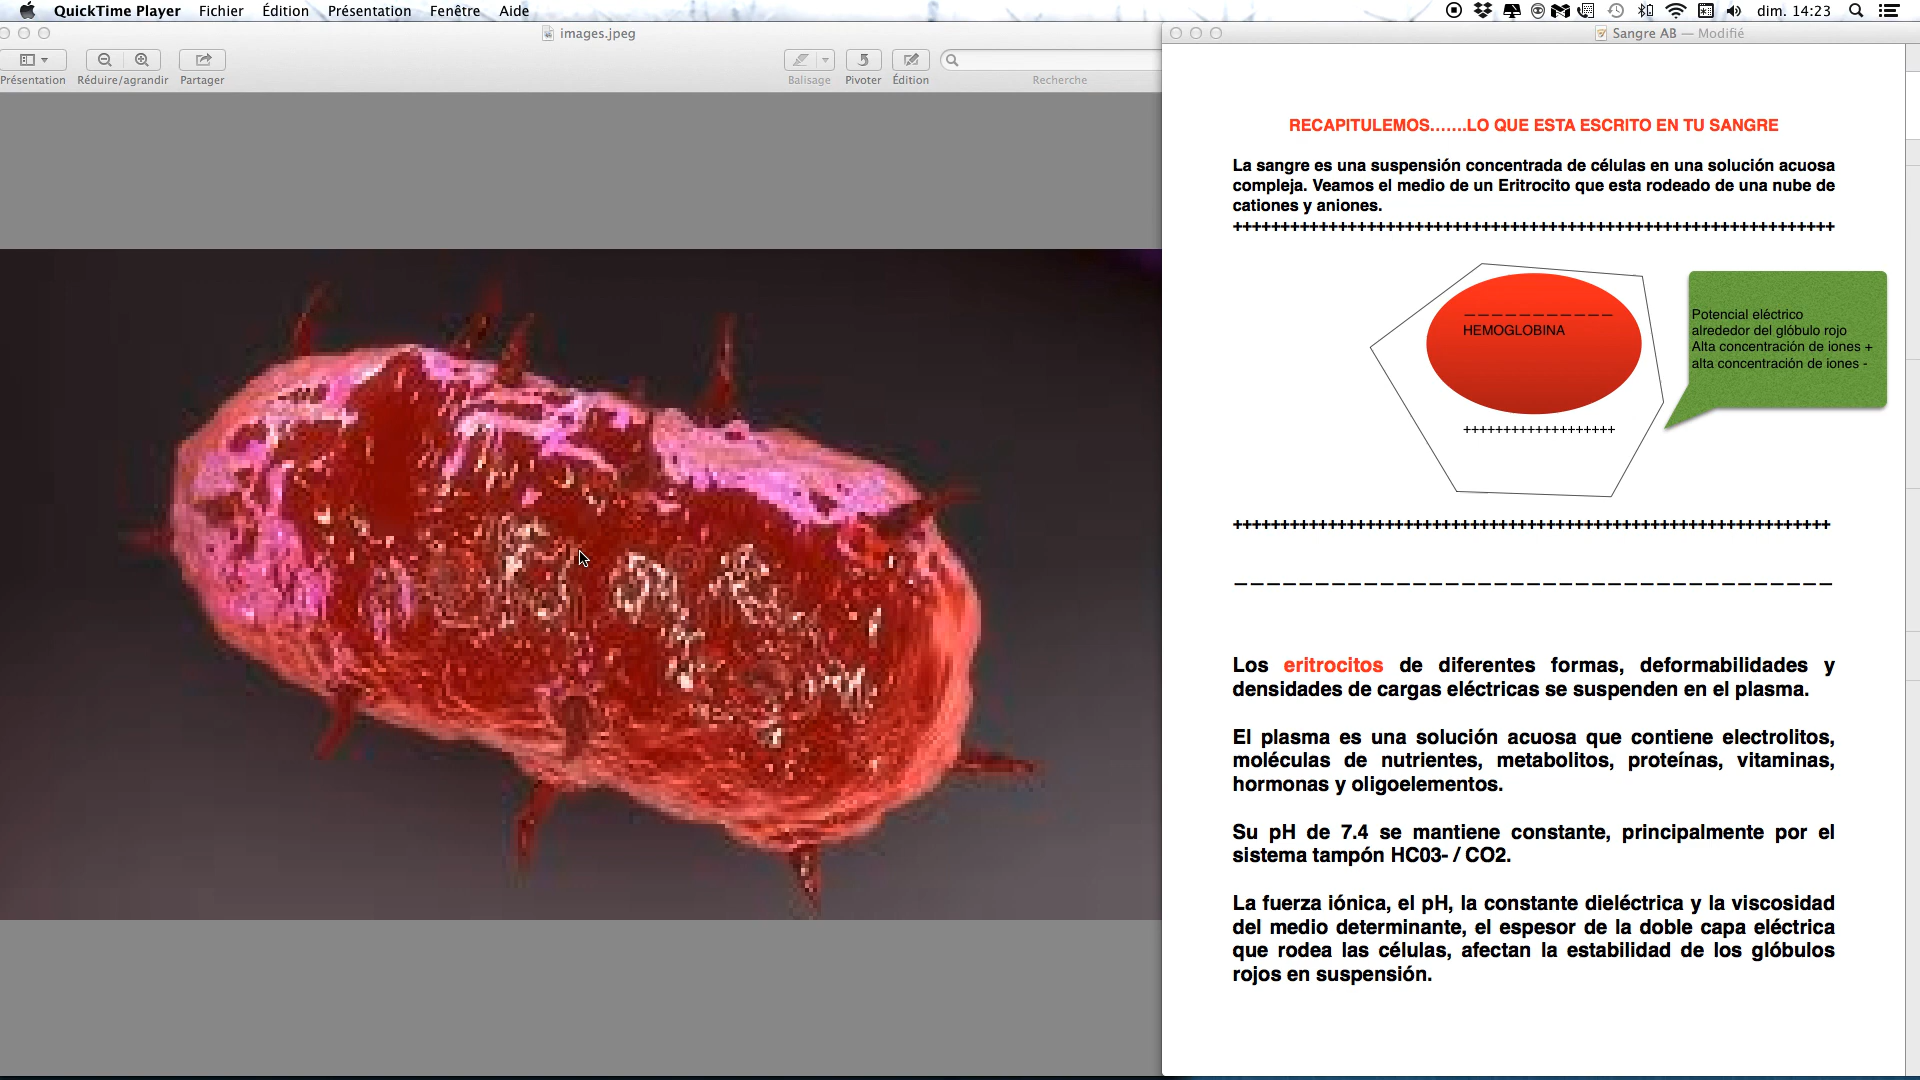 QuickTime Player Fichier Édition Présentation Fenêtre Aide
dim. 14:23
images.jpeg
Présentation Réduire/agrandir Partager
Balisage Pivoter Édition Recherche
Sangre AB — Modifié
RECAPITULEMOS.......LO QUE ESTA ESCRITO EN TU SANGRE
La sangre es una suspensión concentrada de células en una solución acuosa
compleja. Veamos el medio de un Eritrocito que esta rodeado de una nube de
cationes y aniones.
+++++++++++++++++++++++++++++++++++++++++++++++++++++++++++++++
— — — — — — — — — — —
HEMOGLOBINA
Potencial eléctrico
alrededor del glóbulo rojo
Alta concentración de iones +
alta concentración de iones -
+++++++++++++++++++
+++++++++++++++++++++++++++++++++++++++++++++++++++++++++++++++
— — — — — — — — — — — — — — — — — — — — — — — — — — — — — —
Los eritrocitos de diferentes formas, deformabilidades y
densidades de cargas eléctricas se suspenden en el plasma.
El plasma es una solución acuosa que contiene electrolitos,
moléculas de nutrientes, metabolitos, proteínas, vitaminas,
hormonas y oligoelementos.
Su pH de 7.4 se mantiene constante, principalmente por el
sistema tampón HC03- / CO2.
La fuerza iónica, el pH, la constante dieléctrica y la viscosidad
del medio determinante, el espesor de la doble capa eléctrica
que rodea las células, afectan la estabilidad de los glóbulos
rojos en suspensión.